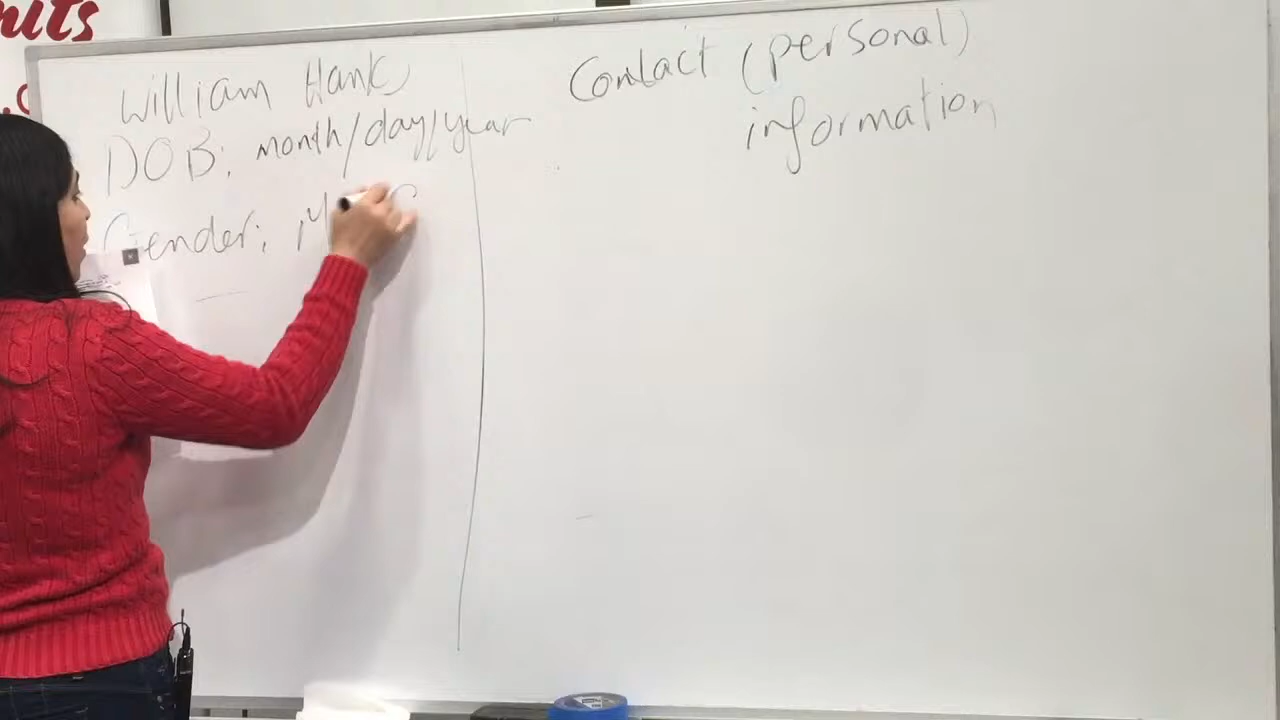 William Hank
DOB: month/day/year
Gender: M
Contact (personal)
information